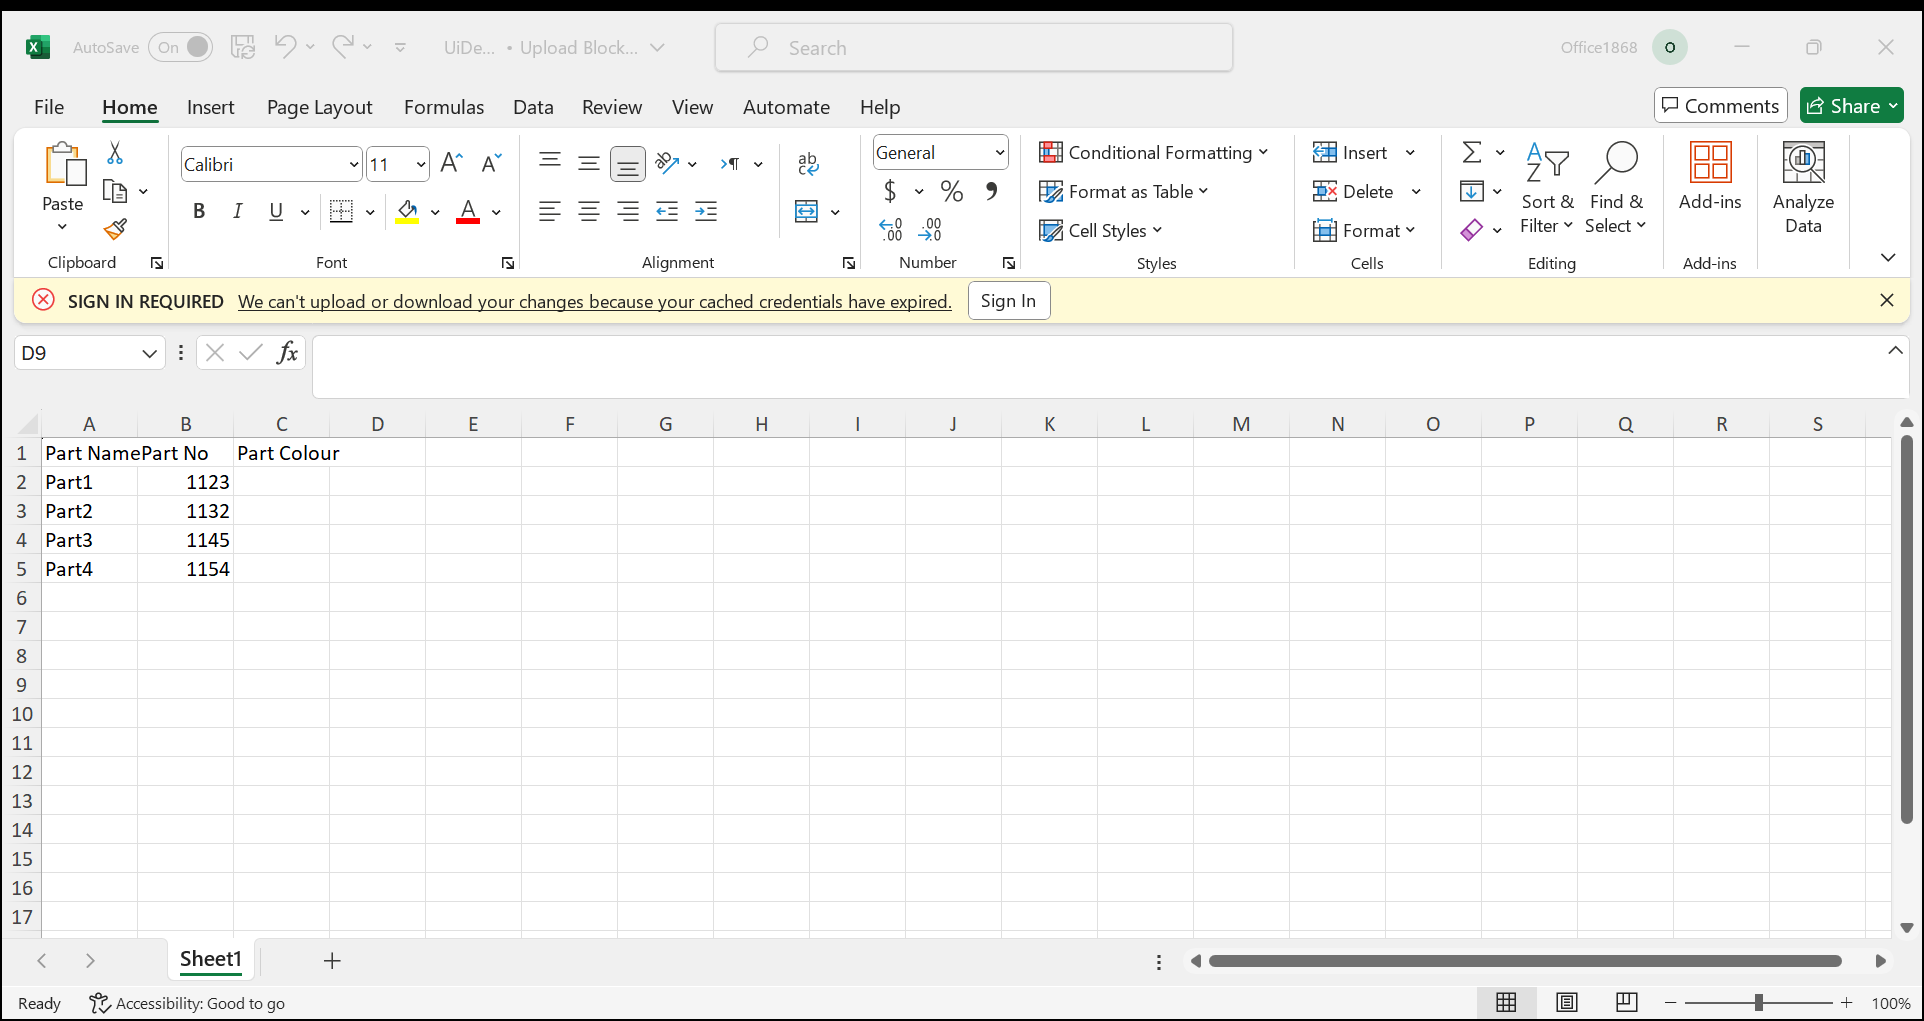 AutoSave On UiDe... • Upload Block... Search Office1868 O
File Home Insert Page Layout Formulas Data Review View Automate Help Comments Share
Paste Calibri 11 General $ % Conditional Formatting Format as Table Cell Styles Insert Delete Format Sort & Filter Find & Select Add-ins Analyze Data
Clipboard Font Alignment Number Styles Cells Editing Add-ins
SIGN IN REQUIRED We can't upload or download your changes because your cached credentials have expired. Sign In
D9 fx
A B C D E F G H I J K L M N O P Q R S
1 Part Name Part No Part Colour
2 Part1 1123
3 Part2 1132
4 Part3 1145
5 Part4 1154
6
7
8
9
10
11
12
13
14
15
16
17
Sheet1
Ready Accessibility: Good to go 100%